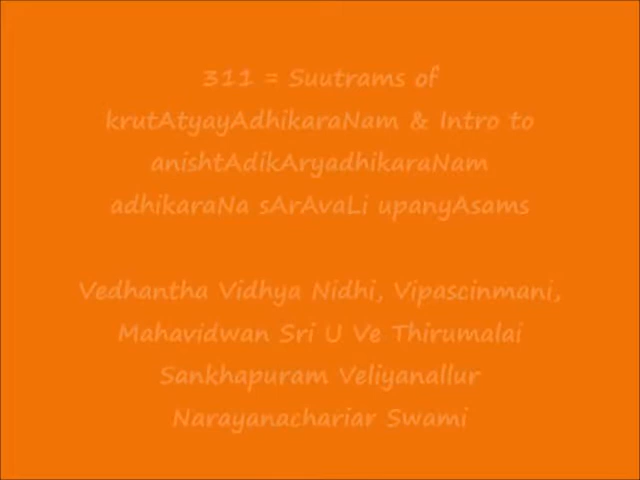 311 = Suutrams of
krutAtyayAdhikaraNam & Intro to
anishtAdikAryadhikaraNam
adhikaraNa sArAvaLi upanyAsams
Vedhantha Vidhya Nidhi, Vipascinmani,
Mahavidwan Sri U Ve Thirumalai
Sankhapuram Veliyanallur
Narayanachariar Swami